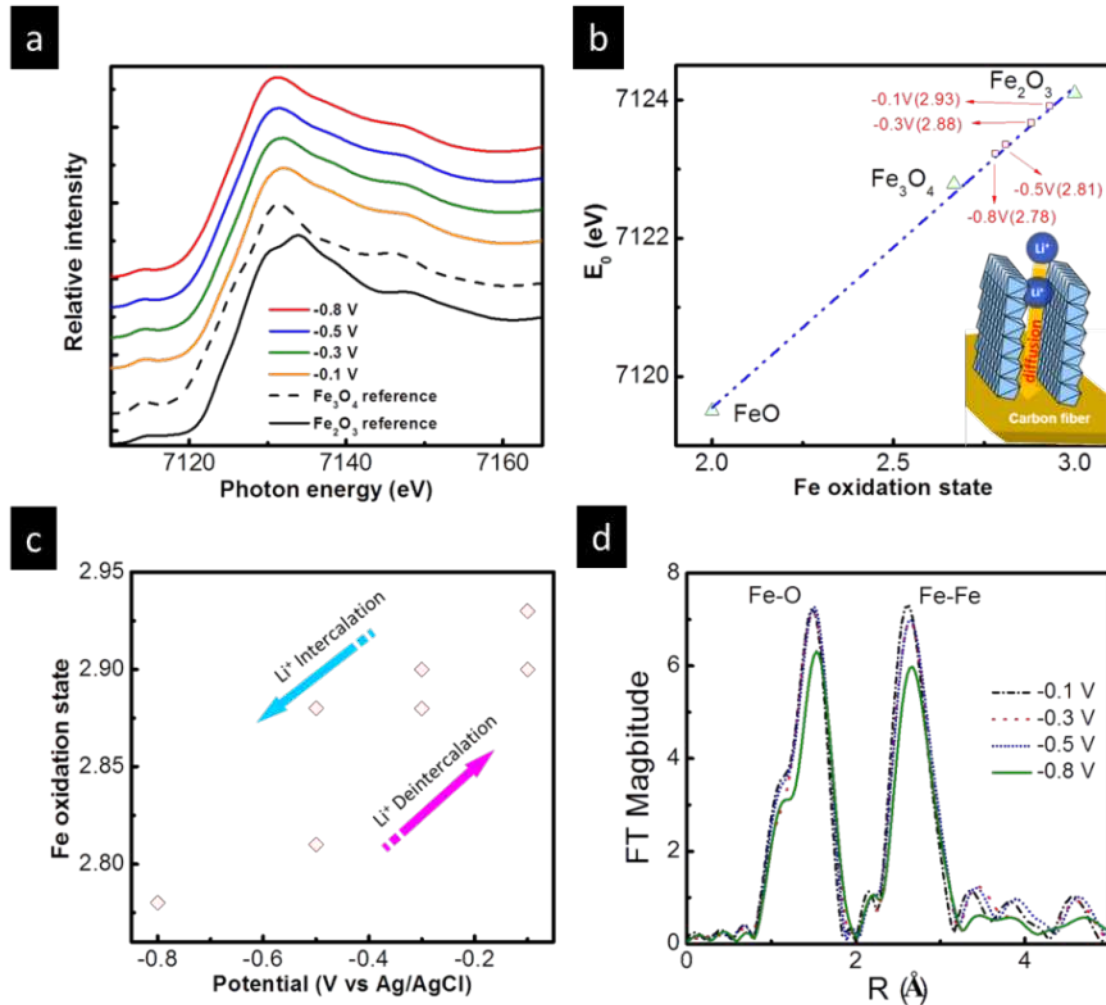 a
Relative intensity
-0.8 V
-0.5 V
-0.3 V
-0.1 V
Fe₃O₄ reference
Fe₂O₃ reference
7120
7140
7160
Photon energy (eV)
b
E₀ (eV)
7124
7122
7120
Fe₂O₃
-0.1V(2.93)
-0.3V(2.88)
Fe₃O₄
-0.5V(2.81)
-0.8V(2.78)
Li⁺
Li⁺
diffusion
Carbon fiber
FeO
2.0
2.5
3.0
Fe oxidation state
c
Fe oxidation state
2.95
2.90
2.85
2.80
Li⁺ Intercalation
Li⁺ Deintercalation
-0.8
-0.6
-0.4
-0.2
Potential (V vs Ag/AgCl)
d
FT Magbitude
8
6
4
2
0
Fe-O
Fe-Fe
-0.1 V
-0.3 V
-0.5 V
-0.8 V
0
2
4
R (Å)